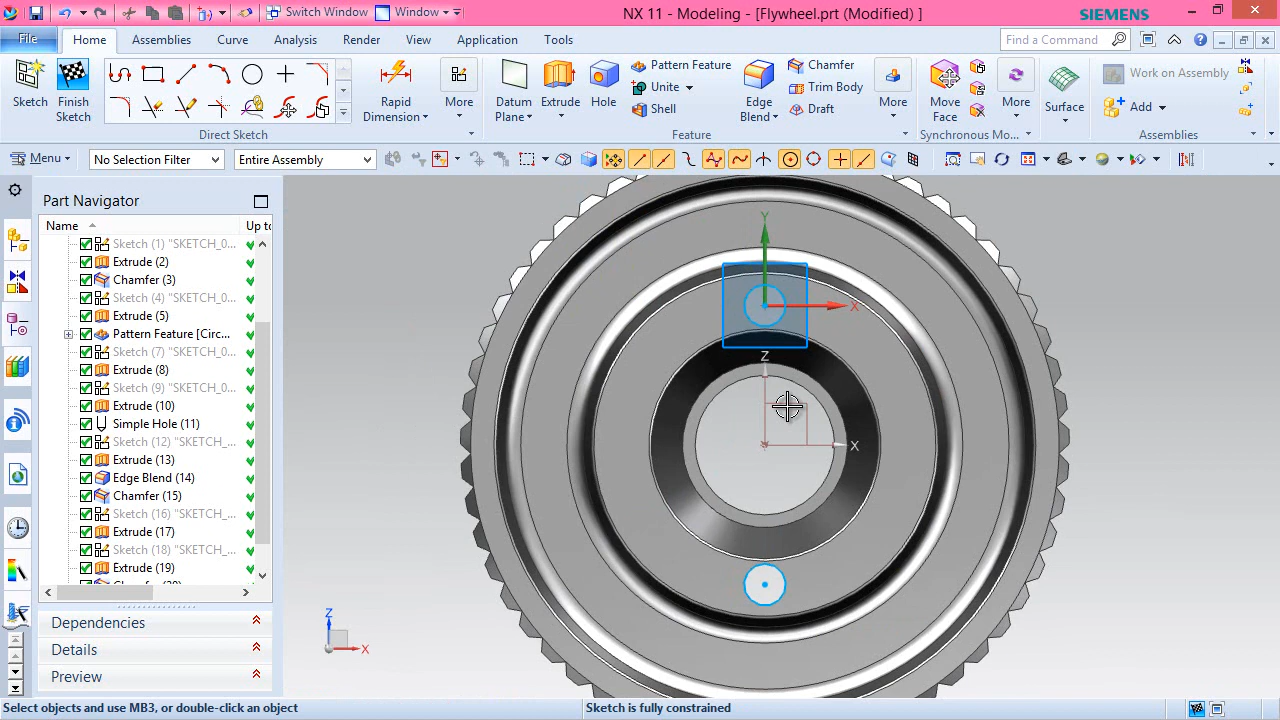 Switch Window
Window
NX 11 - Modeling - [Flywheel.prt (Modified) ]
SIEMENS
File
Home
Assemblies
Curve
Analysis
Render
View
Application
Tools
Find a Command
Sketch
Finish Sketch
Rapid Dimension
More
Direct Sketch
Datum Plane
Extrude
Hole
Pattern Feature
Unite
Shell
Edge Blend
Chamfer
Trim Body
Draft
More
Feature
Move Face
More
Synchronous Mo...
Surface
Work on Assembly
Add
Assemblies
Menu
No Selection Filter
Entire Assembly
Part Navigator
Name
Up to
Sketch (1) "SKETCH_0...
Extrude (2)
Chamfer (3)
Sketch (4) "SKETCH_0...
Extrude (5)
Pattern Feature [Circ...
Sketch (7) "SKETCH_0...
Extrude (8)
Sketch (9) "SKETCH_0...
Extrude (10)
Simple Hole (11)
Sketch (12) "SKETCH_...
Extrude (13)
Edge Blend (14)
Chamfer (15)
Sketch (16) "SKETCH_...
Extrude (17)
Sketch (18) "SKETCH_...
Extrude (19)
Dependencies
Details
Preview
Y
X
Z
X
Z
X
Select objects and use MB3, or double-click an object
Sketch is fully constrained